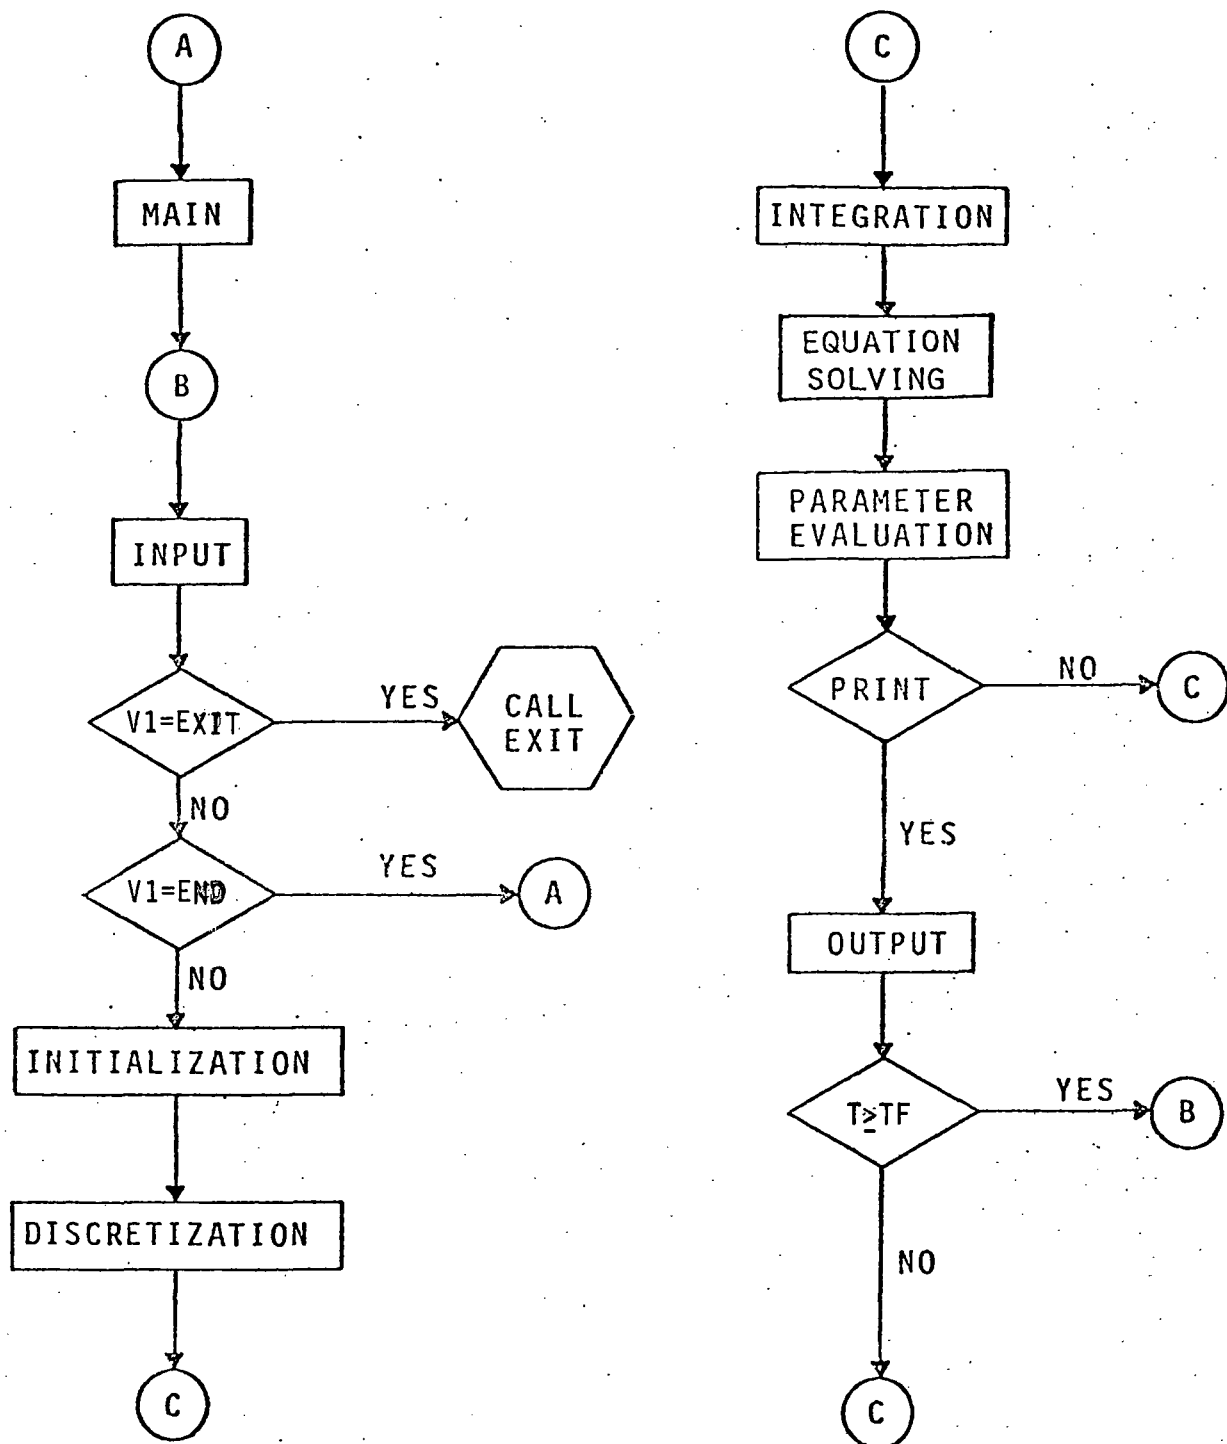 A
MAIN
B
INPUT
V1=EXIT
YES
CALL
EXIT
NO
V1=END
YES
A
NO
INITIALIZATION
DISCRETIZATION
C
C
INTEGRATION
EQUATION
SOLVING
PARAMETER
EVALUATION
PRINT
NO
C
YES
OUTPUT
T≥TF
YES
B
NO
C